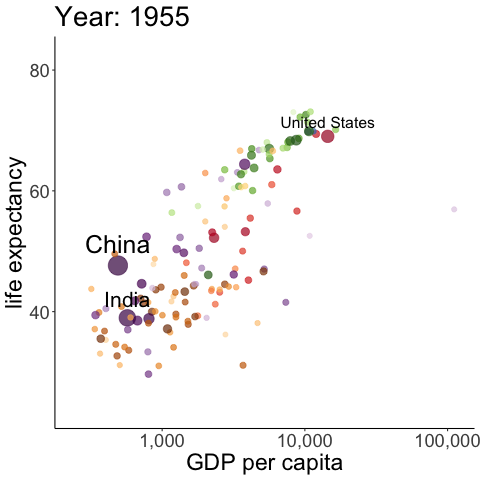 Year: 1955
80
United States
60
China
India
40
life expectancy
1,000
10,000
100,000
GDP per capita